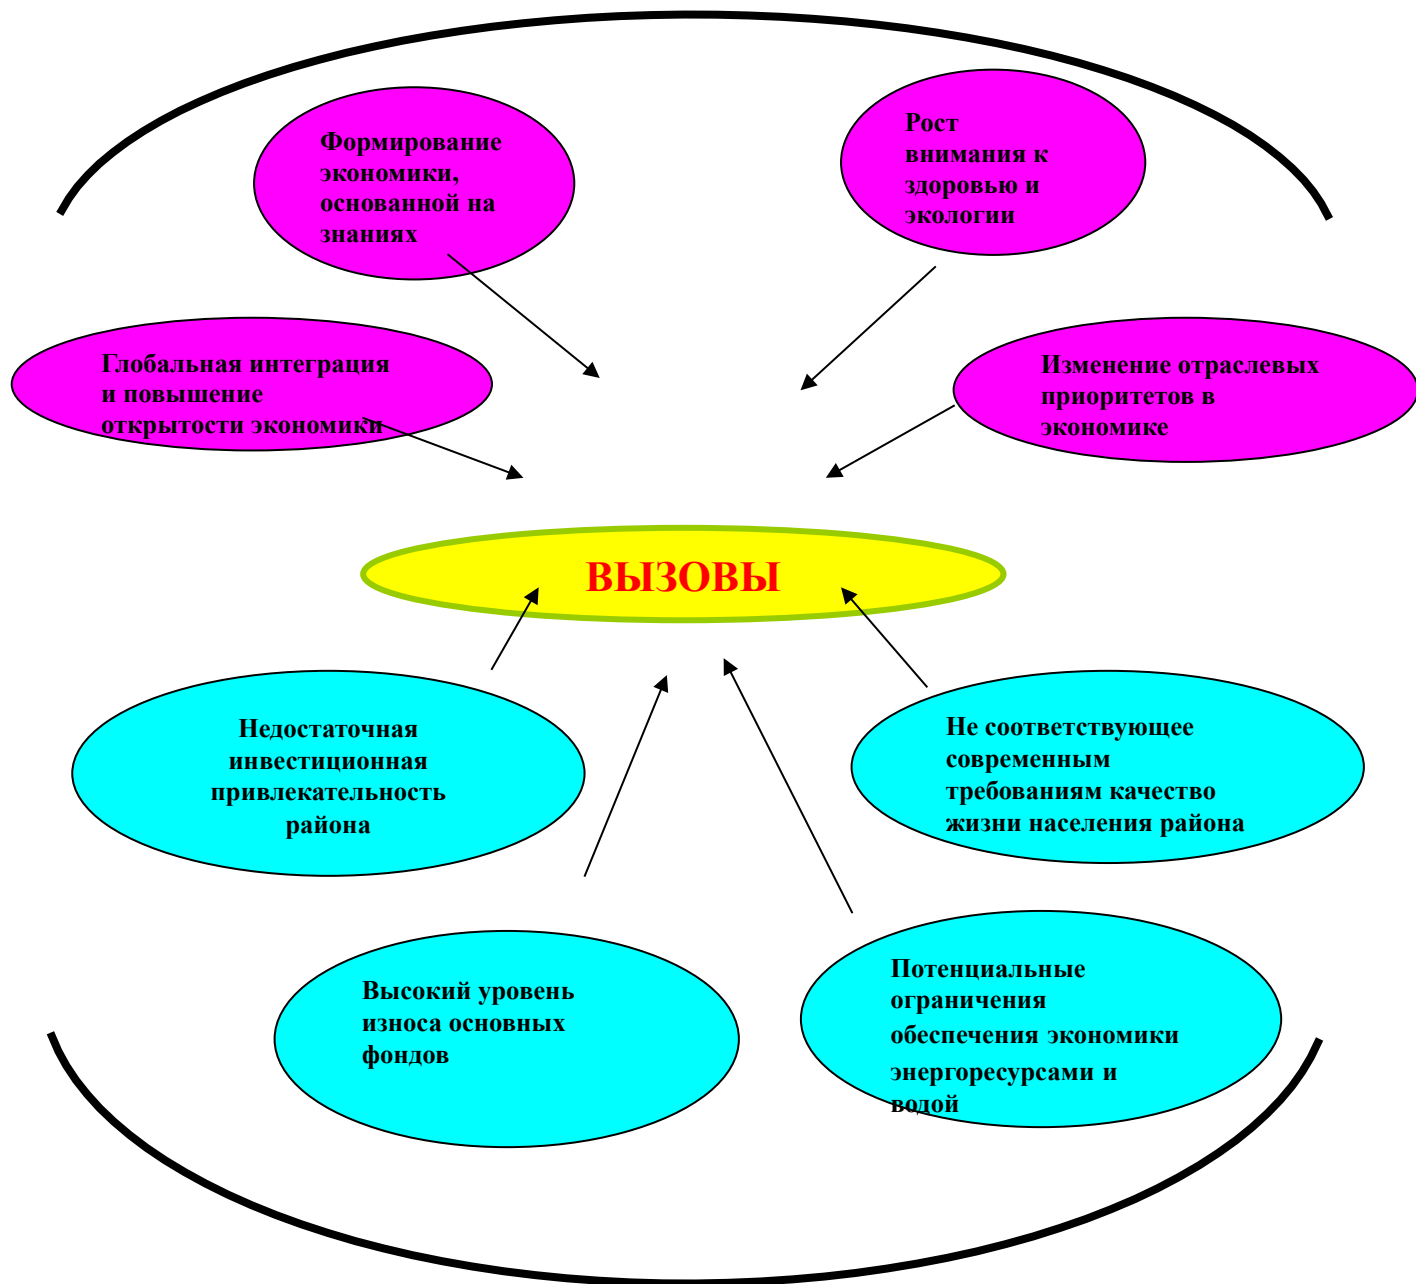 Формирование
экономики,
основанной на
знаниях
Рост
внимания к
здоровью и
экологии
Глобальная интеграция
и повышение
открытости экономики
Изменение отраслевых
приоритетов в
экономике
ВЫЗОВЫ
Недостаточная
инвестиционная
привлекательность
района
Не соответствующее
современным
требованиям качество
жизни населения района
Высокий уровень
износа основных
фондов
Потенциальные
ограничения
обеспечения экономики
энергоресурсами и
водой